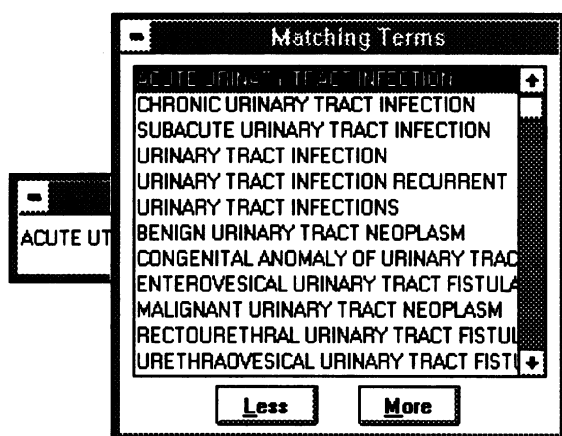 Matching Terms
ACUTE URINARY TRACT INFECTION
CHRONIC URINARY TRACT INFECTION
SUBACUTE URINARY TRACT INFECTION
URINARY TRACT INFECTION
URINARY TRACT INFECTION RECURRENT
URINARY TRACT INFECTIONS
BENIGN URINARY TRACT NEOPLASM
CONGENITAL ANOMALY OF URINARY TRAC
ENTEROVESICAL URINARY TRACT FISTULA
MALIGNANT URINARY TRACT NEOPLASM
RECTOURETHRAL URINARY TRACT FISTUL
URETHRAOVESICAL URINARY TRACT FISTU
ACUTE UT
Less More